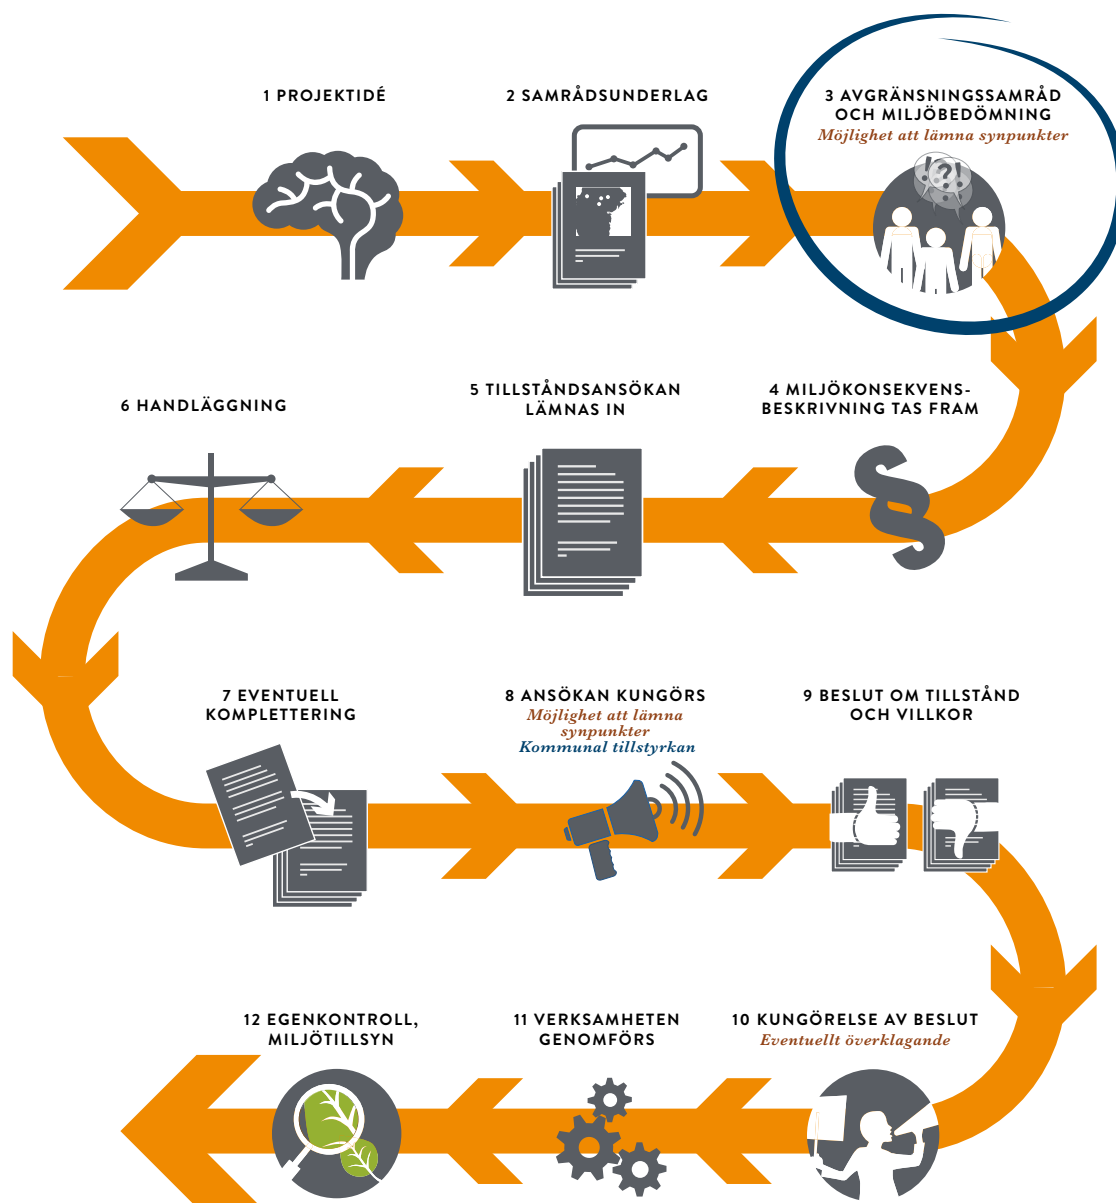 1 PROJEKTIDÉ
2 SAMRÅDSUNDERLAG
3 AVGRÄNSNINGSSAMRÅD
OCH MILJÖBEDÖMNING
Möjlighet att lämna synpunkter
?
!
!
6 HANDLÄGGNING
5 TILLSTÅNDSANSÖKAN
LÄMNAS IN
4 MILJÖKONSEKVENS-
BESKRIVNING TAS FRAM
§
7 EVENTUELL
KOMPLETTERING
8 ANSÖKAN KUNGÖRS
Möjlighet att lämna
synpunkter
Kommunal tillstyrkan
9 BESLUT OM TILLSTÅND
OCH VILLKOR
12 EGENKONTROLL,
MILJÖTILLSYN
11 VERKSAMHETEN
GENOMFÖRS
10 KUNGÖRELSE AV BESLUT
Eventuellt överklagande